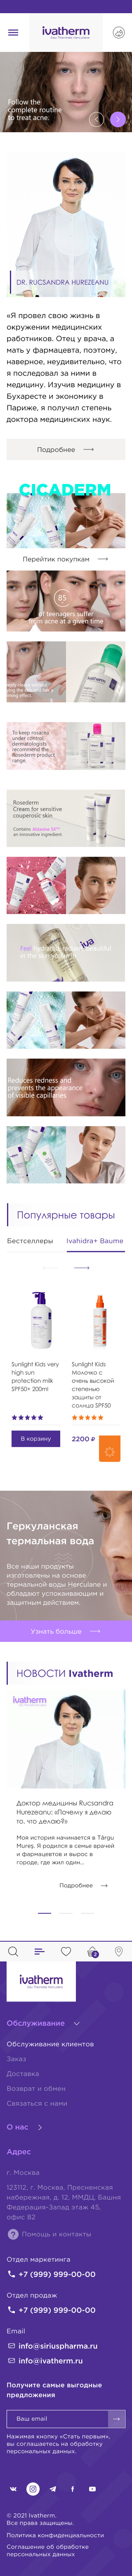 ivatherm
Follow the
complete routine
to treat acne.
DR. RUCSANDRA HUREZEANU
«Я провел свою жизнь в
окружении медицинских
работников. Отец у врача, от
мать у фармацевта, поэтому,
наверное, неудивительно, что
я последовал за ними в
медицину. Изучал медицину в
Бухаресте и экономику в
Париже, я получил степень
доктора медицинских наук.
Подробнее
CICADERM
Перейтик покупкам
85
of teenagers suffer
from acne at a given time
To keep rosacea
under control
dermatologists
recommend the
Rosederm product
range.
Rosederm
Cream for sensitive
couperosic skin
Contains
an innovative ingredient
iva
Feel
Reduces redness and
prevents the appearance
of visible capillaries
Популярные товары
Бестселлеры Ivahidra+ Baume
Sunlight Kids very
high sun
protection milk
SPF50+ 200ml
В корзину
Sunlight Kids
Молочко с
очень высокой
степенью
защиты от
солнца SPF50
2200 ₽
Геркуланская
термальная вода
Все наши продукты
изготовлены на основе
термальной воды Herculane и
обладают успокаивающим и
защитным действием.
Узнать больше
НОВОСТИ Ivatherm
ivatherm
Доктор медицины Rucsandra
Hurezeanu: «Почему я делаю
то, что делаю?»
Моя история начинается в Târgu
Mureș. Я родился в семье врачей
и фармацевтов и вырос в
городе, где жил один...
Подробнее
2
ivatherm
Обслуживание
Обслуживание клиентов
Заказ
Доставка
Возврат и обмен
Связаться с нами
О нас
Адрес
г. Москва
123112, г. Москва, Пресненская
набережная, д. 12, ММДЦ, Башня
Федерация-Запад этаж 45,
офис 82
Помощь и контакты
Отдел маркетинга
+7 (999) 999-00-00
Отдел продаж
+7 (999) 999-00-00
Email
info@siriuspharma.ru
info@ivatherm.ru
Получите самые выгодные
предложения
Ваш email
Нажимая кнопку «Стать первым»,
вы соглашаетесь на обработку
персональных данных.
© 2021 Ivatherm.
Все права защищены.
Политика конфиденциальности
Соглашение об обработке
персональных данных